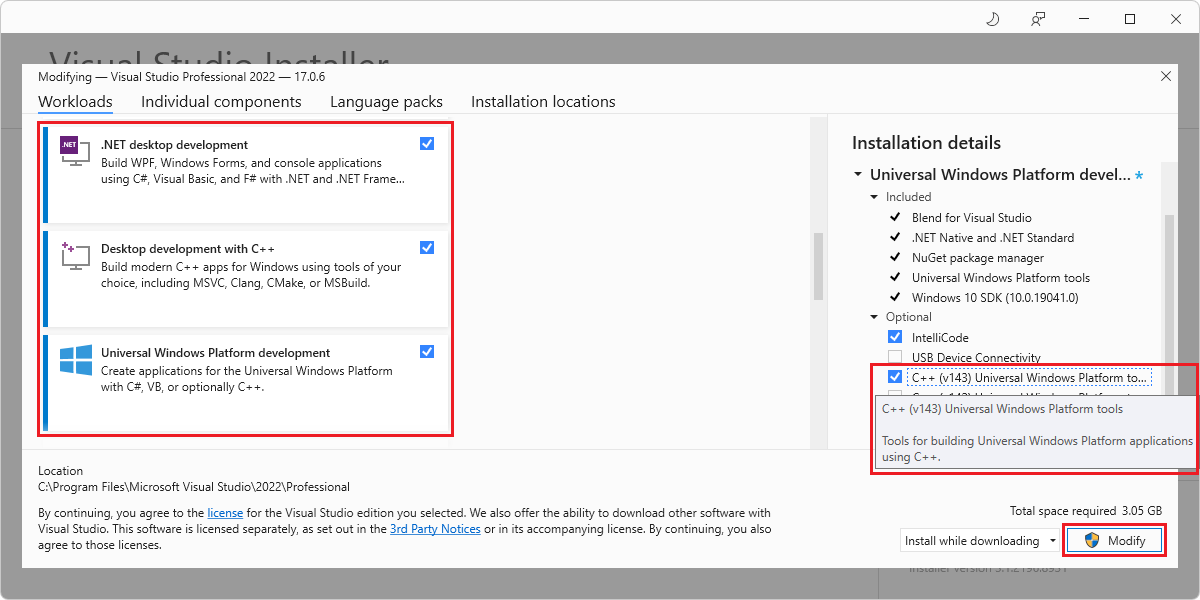 Visual Studio Installer
Modifying — Visual Studio Professional 2022 — 17.0.6
Workloads Individual components Language packs Installation locations
.NET
.NET desktop development
Build WPF, Windows Forms, and console applications
using C#, Visual Basic, and F# with .NET and .NET Frame...
Desktop development with C++
Build modern C++ apps for Windows using tools of your
choice, including MSVC, Clang, CMake, or MSBuild.
Universal Windows Platform development
Create applications for the Universal Windows Platform
with C#, VB, or optionally C++.
Installation details
Universal Windows Platform devel... *
Included
Blend for Visual Studio
.NET Native and .NET Standard
NuGet package manager
Universal Windows Platform tools
Windows 10 SDK (10.0.19041.0)
Optional
IntelliCode
USB Device Connectivity
C++ (v143) Universal Windows Platform to...
C++ (v143) Universal Windows Platform tools
Tools for building Universal Windows Platform applications
using C++.
Location
C:\Program Files\Microsoft Visual Studio\2022\Professional
By continuing, you agree to the license for the Visual Studio edition you selected. We also offer the ability to download other software with
Visual Studio. This software is licensed separately, as set out in the 3rd Party Notices or in its accompanying license. By continuing, you also
agree to those licenses.
Total space required 3.05 GB
Install while downloading
Modify